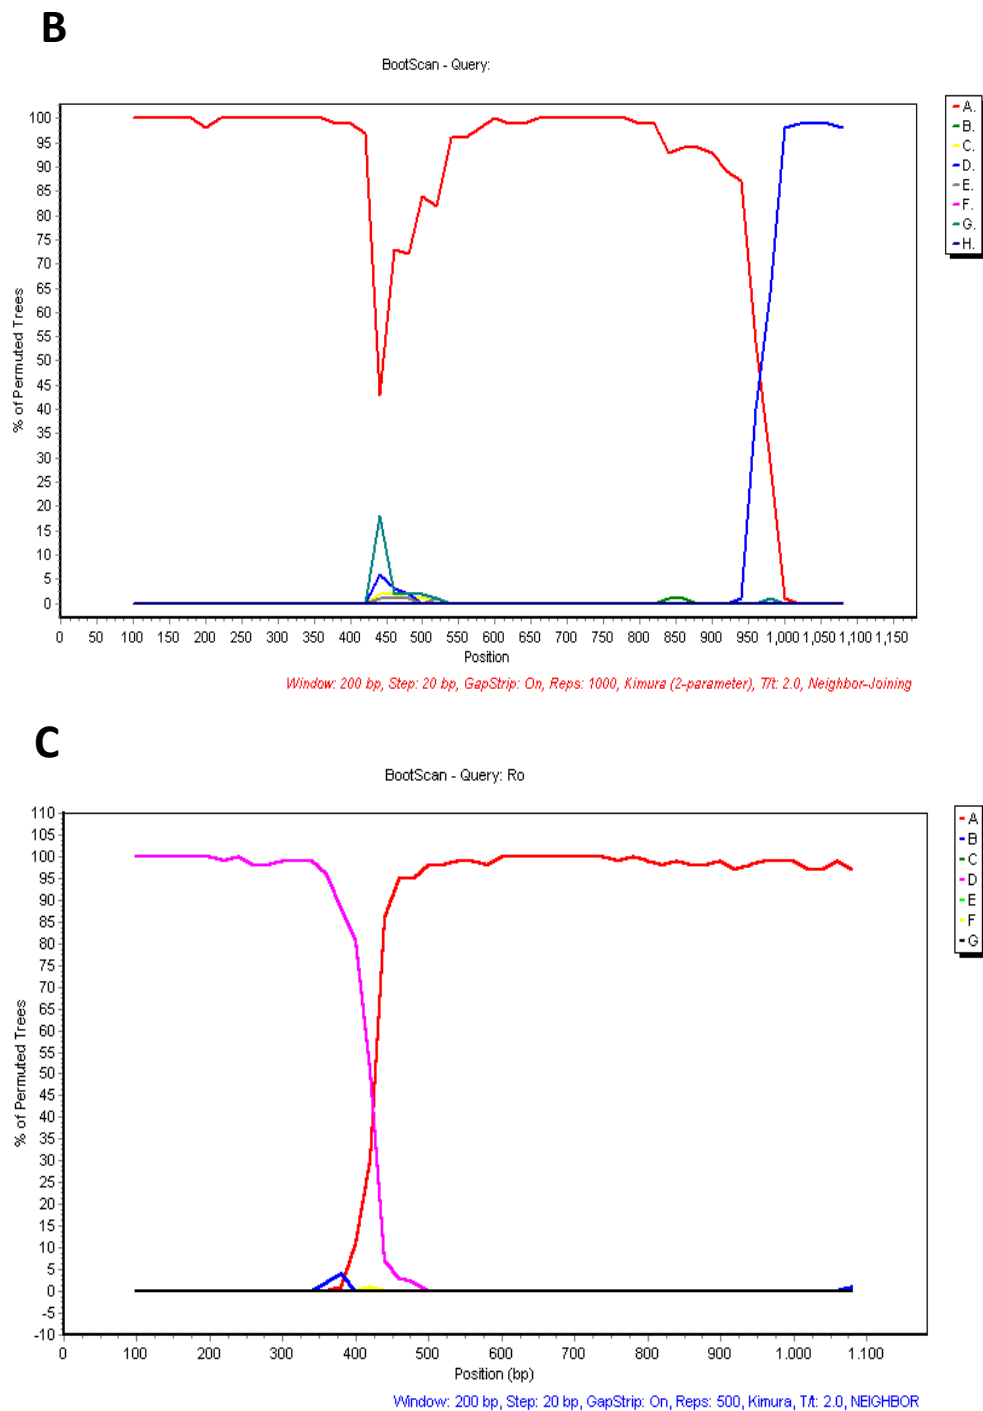 B
BootScan - Query:
100
95
90
85
80
75
70
65
60
55
50
45
40
35
30
25
20
15
10
5
0
% of Permuted Trees
0 50 100 150 200 250 300 350 400 450 500 550 600 650 700 750 800 850 900 950 1,000 1,050 1,100 1,150
Position
Window: 200 bp, Step: 20 bp, GapStrip: On, Reps: 1000, Kimura (2-parameter), T/t: 2.0, Neighbor-Joining
A.
B.
C.
D.
E.
F.
G.
H.
C
BootScan - Query: Ro
110
105
100
95
90
85
80
75
70
65
60
55
50
45
40
35
30
25
20
15
10
5
0
-5
-10
% of Permuted Trees
0 100 200 300 400 500 600 700 800 900 1.000 1.100
Position (bp)
Window: 200 bp, Step: 20 bp, GapStrip: On, Reps: 500, Kimura, T/t: 2.0, NEIGHBOR
A
B
C
D
E
F
G